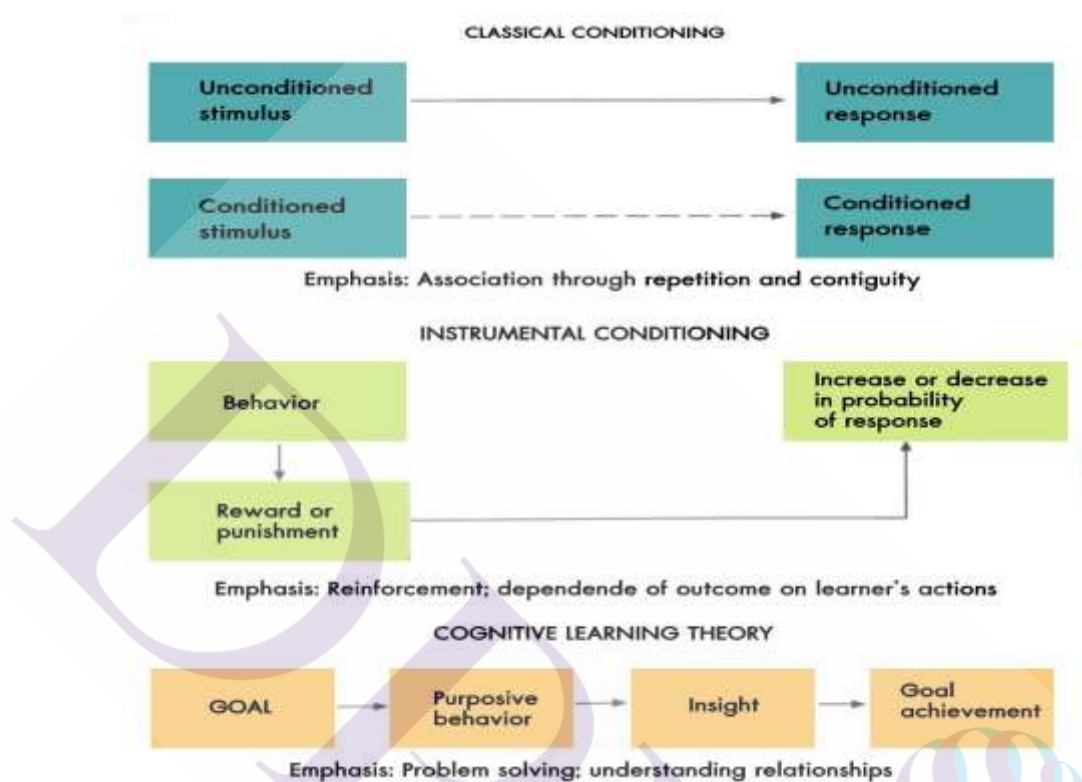 CLASSICAL CONDITIONING
Unconditioned stimulus
Unconditioned response
Conditioned stimulus
Conditioned response
Emphasis: Association through repetition and contiguity
INSTRUMENTAL CONDITIONING
Behavior
Increase or decrease in probability of response
Reward or punishment
Emphasis: Reinforcement; dependende of outcome on learner's actions
COGNITIVE LEARNING THEORY
GOAL
Purposive behavior
Insight
Goal achievement
Emphasis: Problem solving; understanding relationships